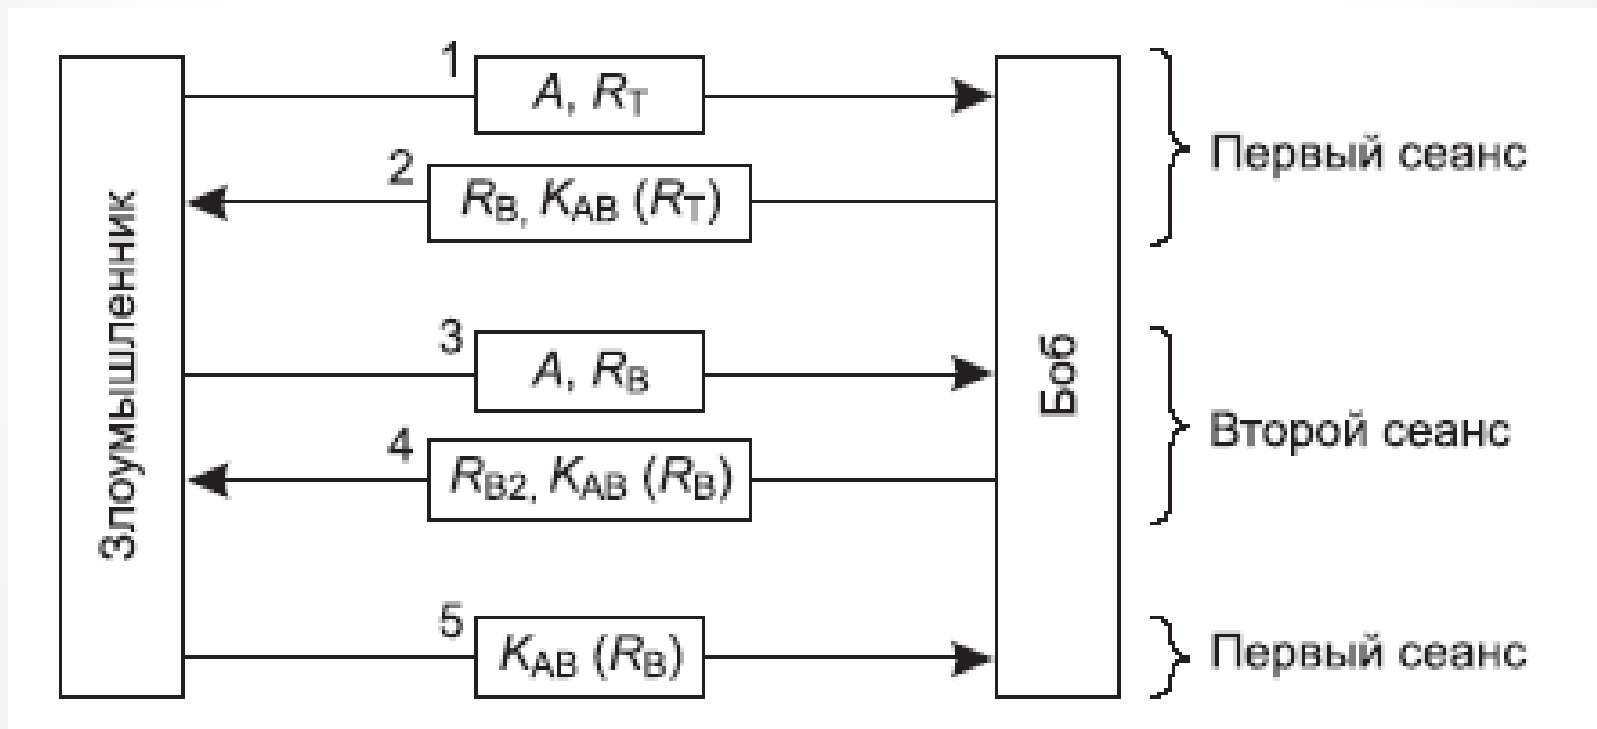 1
A, R_T
2
R_B, K_AB (R_T)
Первый сеанс
Злоумышленник
Боб
3
A, R_B
4
R_B2, K_AB (R_B)
Второй сеанс
5
K_AB (R_B)
Первый сеанс